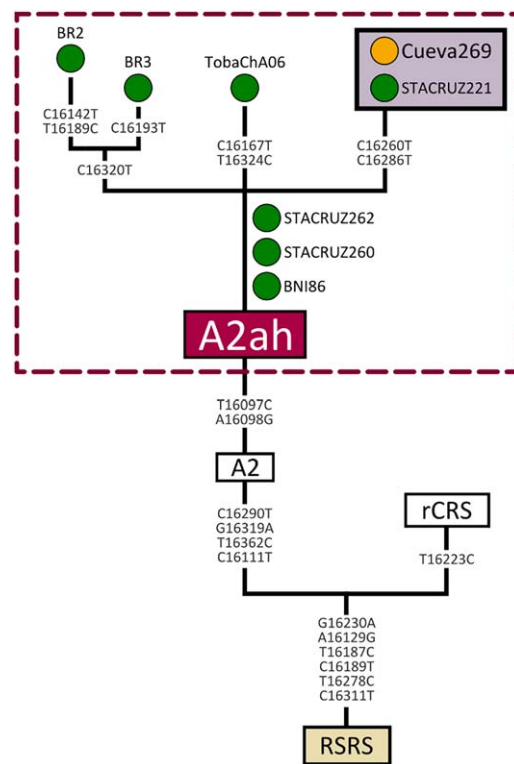 BR2
BR3
TobaChA06
Cueva269
STACRUZ221
C16142T
T16189C
C16193T
C16167T
T16324C
C16260T
C16286T
C16320T
STACRUZ262
STACRUZ260
BNI86
A2ah
T16097C
A16098G
A2
C16290T
G16319A
T16362C
C16111T
rCRS
T16223C
G16230A
A16129G
T16187C
C16189T
T16278C
C16311T
RSRS